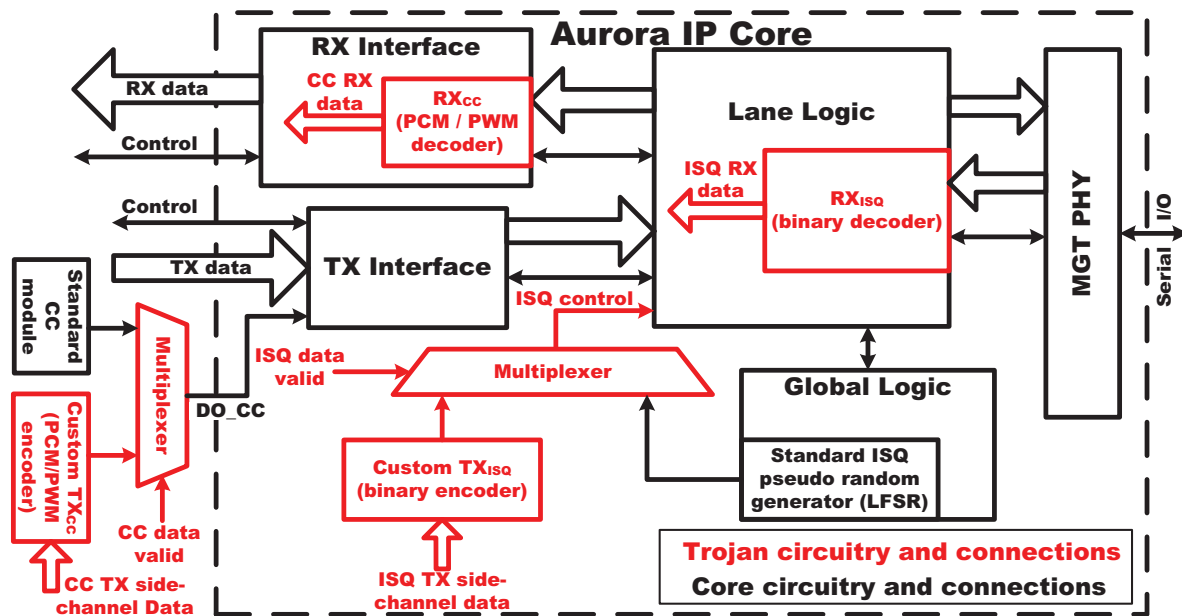 Aurora IP Core
RX Interface
RX data
CC RX
data
RXCC
(PCM / PWM
decoder)
Control
Lane Logic
ISQ RX
data
RXISQ
(binary decoder)
MGT PHY
Serial I/O
Control
TX data
TX Interface
Standard
CC
module
Multiplexer
Custom TXCC
(PCM/PWM
encoder)
DO_CC
CC data
valid
CC TX side-
channel Data
ISQ control
ISQ data
valid
Multiplexer
Custom TXISQ
(binary encoder)
ISQ TX side-
channel data
Global Logic
Standard ISQ
pseudo random
generator (LFSR)
Trojan circuitry and connections
Core circuitry and connections